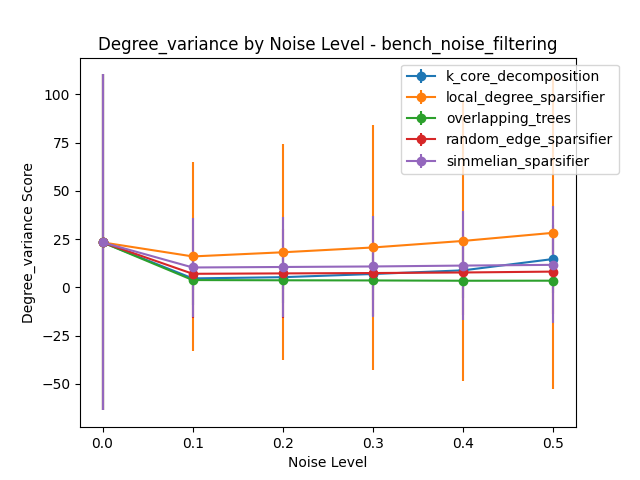 Degree_variance by Noise Level - bench_noise_filtering
k_core_decomposition
local_degree_sparsifier
overlapping_trees
random_edge_sparsifier
simmelian_sparsifier
Degree_variance Score
100
75
50
25
0
−25
−50
0.0 0.1 0.2 0.3 0.4 0.5
Noise Level